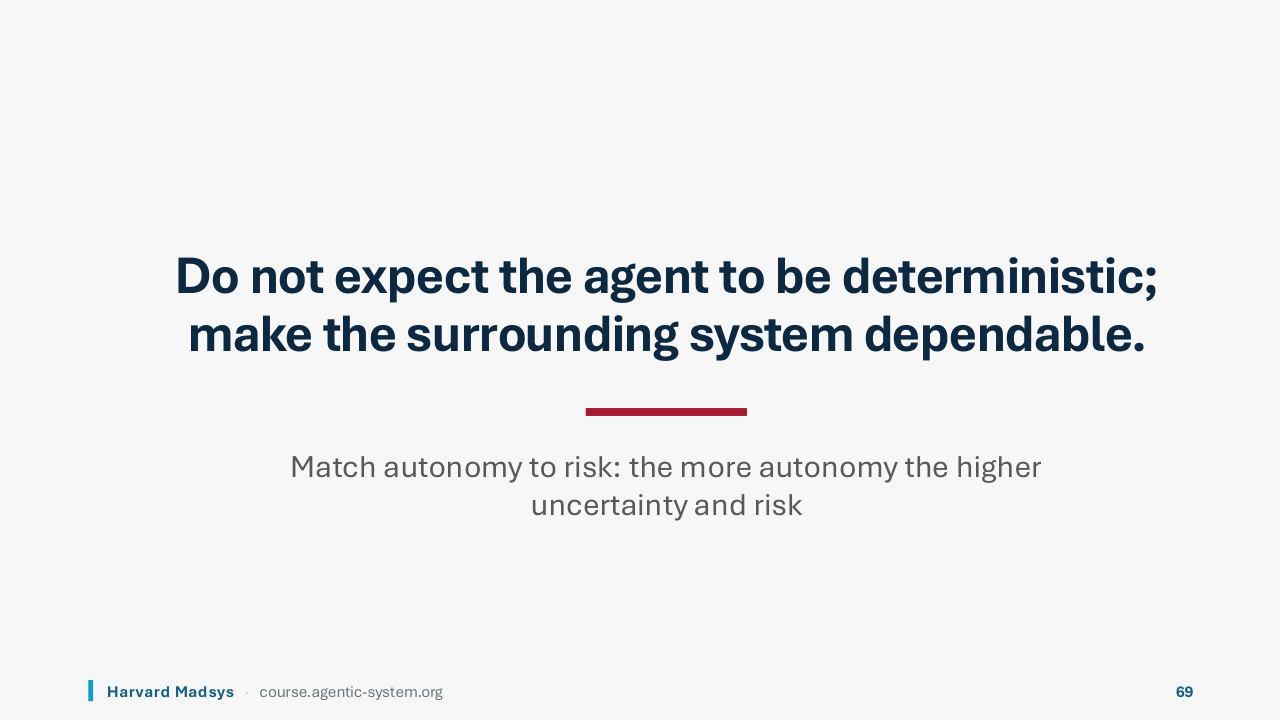 Do not expect the agent to be deterministic;
make the surrounding system dependable.
Match autonomy to risk: the more autonomy the higher
uncertainty and risk
Harvard Madsys · course.agentic-system.org
69